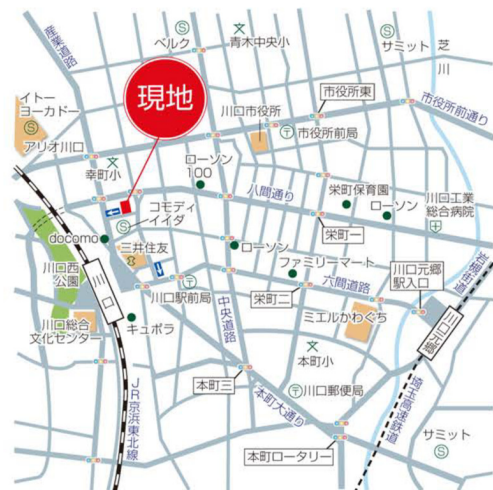 産業道路
ベルク
青木中央小
サミット
芝川
イトー
ヨーカドー
アリオ川口
現地
川口市役所
市役所東
市役所前通り
市役所前局
幸町小
ローソン
100
八間通り
栄町保育園
ローソン
川口工業
総合病院
コモディ
イイダ
docomo
栄町一
岩槻街道
三井住友
ローソン
ファミリーマート
川口元郷
駅入口
川口西
公園
川口
川口駅前局
栄町二
六間道路
川口元郷
川口総合
文化センター
キュポラ
中央道路
ミエルかわぐち
本町小
JR京浜東北線
本町三
川口郵便局
埼玉高速鉄道
本町大通り
サミット
本町ロータリー